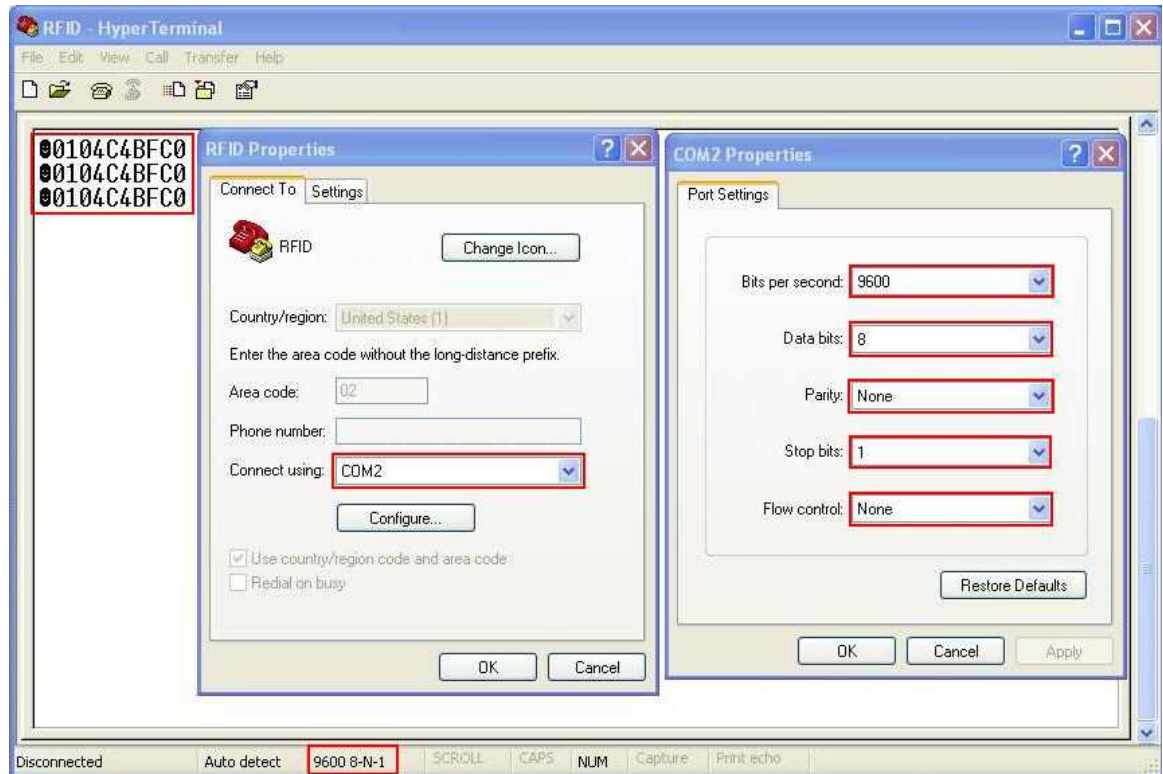 RFID - HyperTerminal
File Edit View Call Transfer Help
☻0104C4BFC0
☻0104C4BFC0
☻0104C4BFC0
RFID Properties
Connect To Settings
RFID
Change Icon...
Country/region: United States (1)
Enter the area code without the long-distance prefix.
Area code: 02
Phone number:
Connect using: COM2
Configure...
Use country/region code and area code
Redial on busy
OK Cancel
COM2 Properties
Port Settings
Bits per second: 9600
Data bits: 8
Parity: None
Stop bits: 1
Flow control: None
Restore Defaults
OK Cancel Apply
Disconnected Auto detect 9600 8-N-1 SCROLL CAPS NUM Capture Print echo